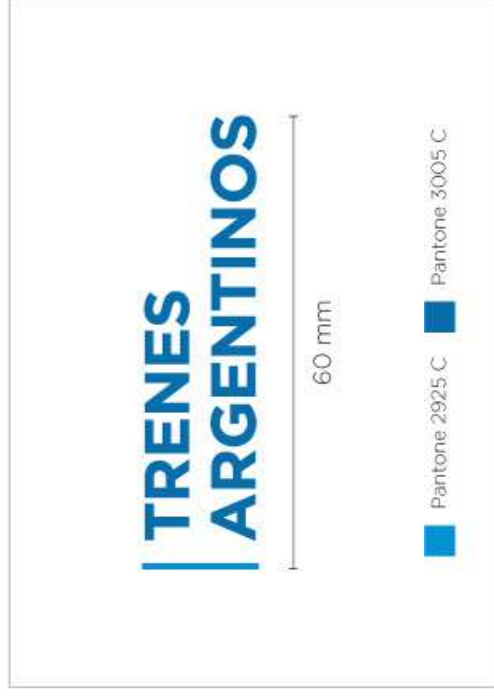 TRENES
ARGENTINOS
60 mm
Pantone 2925 C
Pantone 3005 C